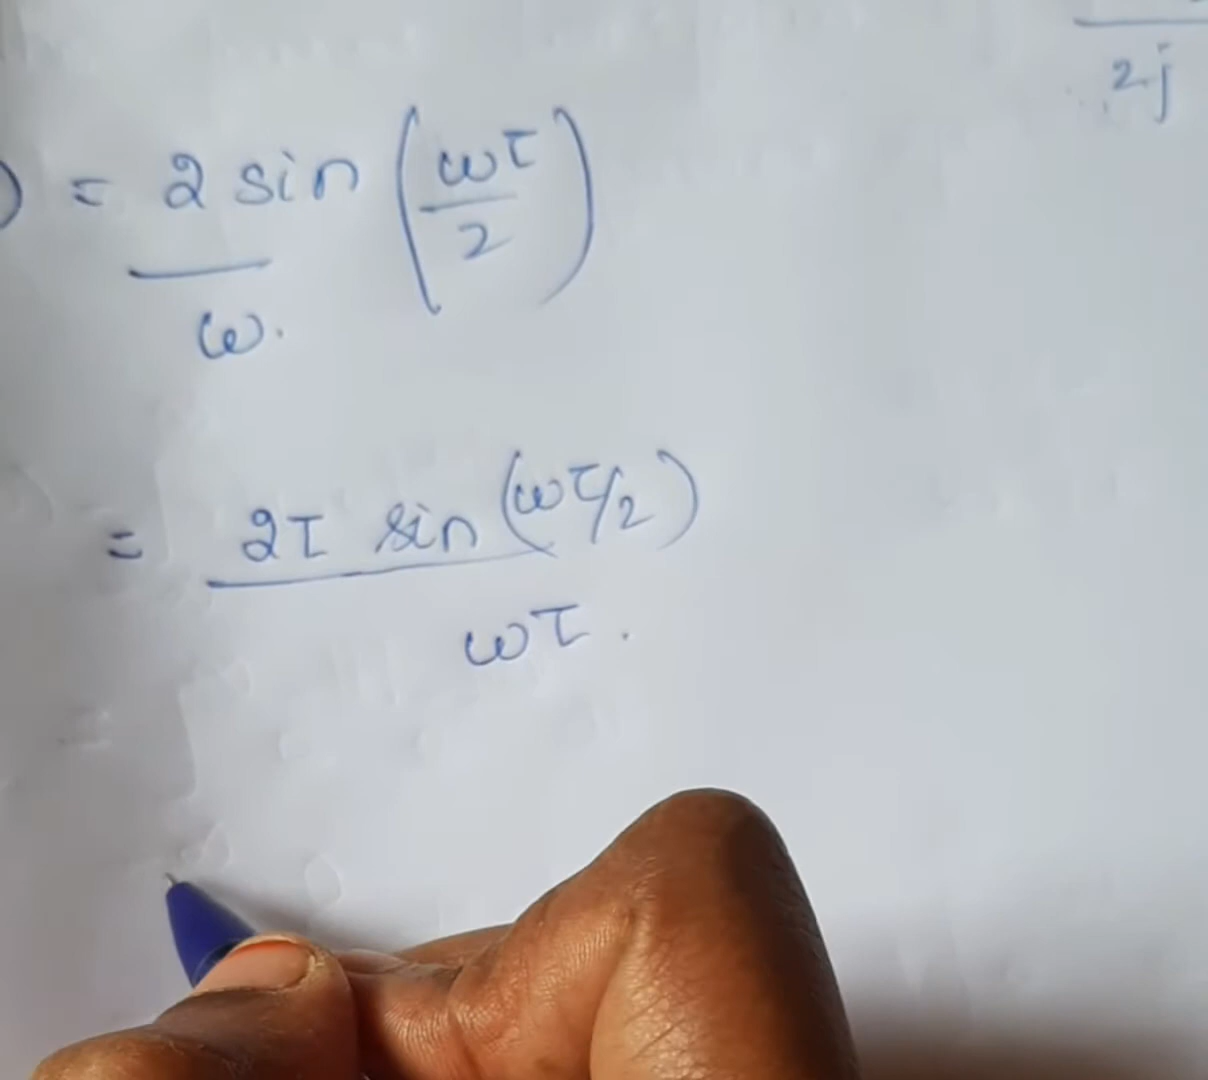 2j
) = 2 sin (ωτ/2)
ω.
= 2τ sin (ωτ/2)
ωτ.